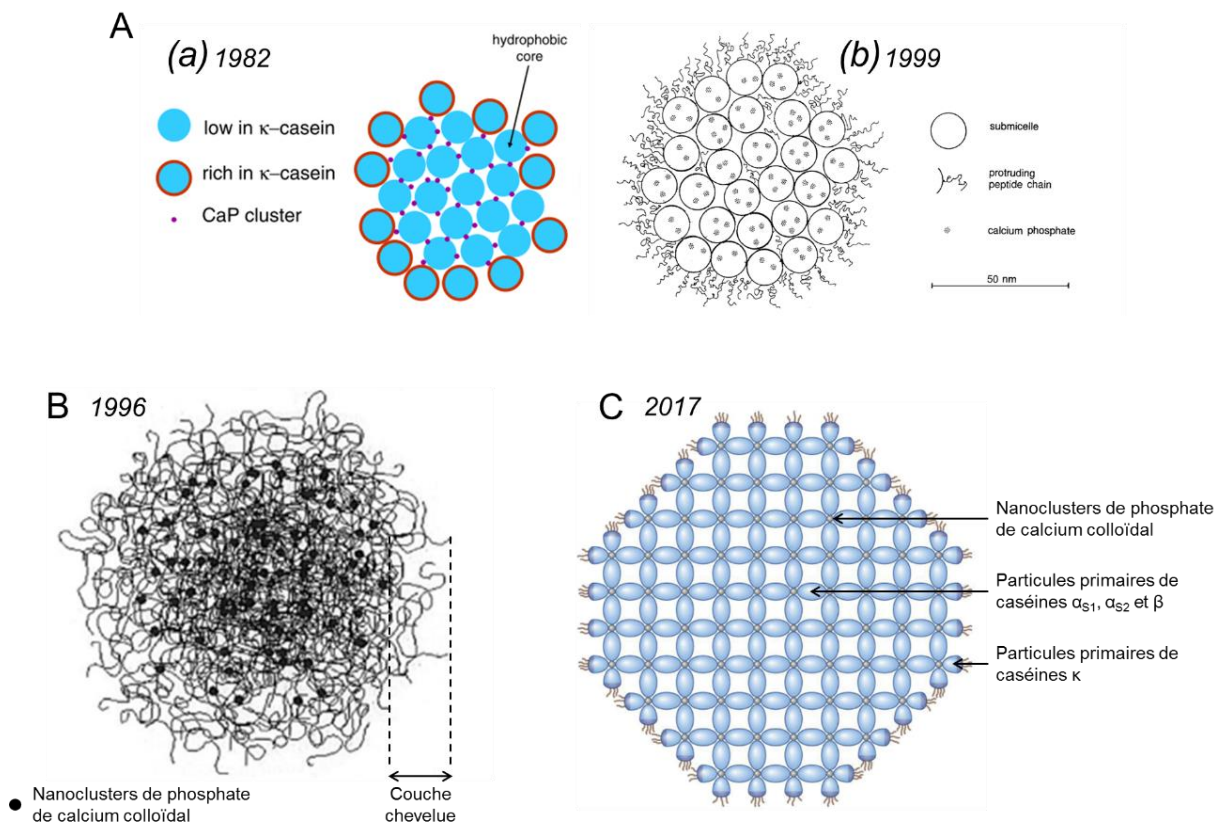 A
(a) 1982
hydrophobic
core
low in κ–casein
rich in κ–casein
CaP cluster
(b) 1999
submicelle
protruding
peptide chain
calcium phosphate
50 nm
B 1996
Nanoclusters de phosphate
de calcium colloïdal
Couche
chevelue
C 2017
Nanoclusters de phosphate
de calcium colloïdal
Particules primaires de
caséines αS1, αS2 et β
Particules primaires de
caséines κ